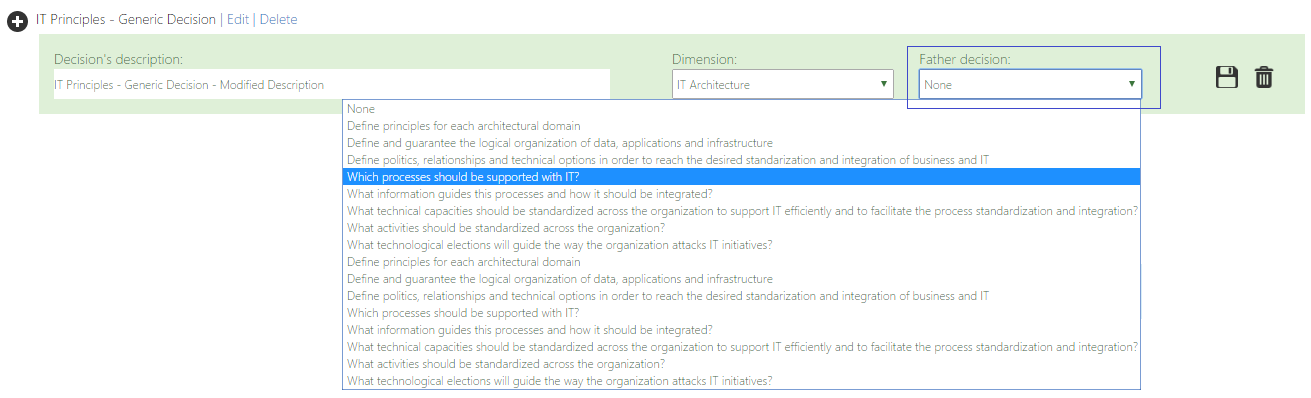 IT Principles - Generic Decision | Edit | Delete
Decision's description:
Dimension:
Father decision:
IT Principles - Generic Decision - Modified Description
IT Architecture
None
None
Define principles for each architectural domain
Define and guarantee the logical organization of data, applications and infrastructure
Define politics, relationships and technical options in order to reach the desired standarization and integration of business and IT
Which processes should be supported with IT?
What information guides this processes and how it should be integrated?
What technical capacities should be standardized across the organization to support IT efficiently and to facilitate the process standardization and integration?
What activities should be standardized across the organization?
What technological elections will guide the way the organization attacks IT initiatives?
Define principles for each architectural domain
Define and guarantee the logical organization of data, applications and infrastructure
Define politics, relationships and technical options in order to reach the desired standarization and integration of business and IT
Which processes should be supported with IT?
What information guides this processes and how it should be integrated?
What technical capacities should be standardized across the organization to support IT efficiently and to facilitate the process standardization and integration?
What activities should be standardized across the organization?
What technological elections will guide the way the organization attacks IT initiatives?